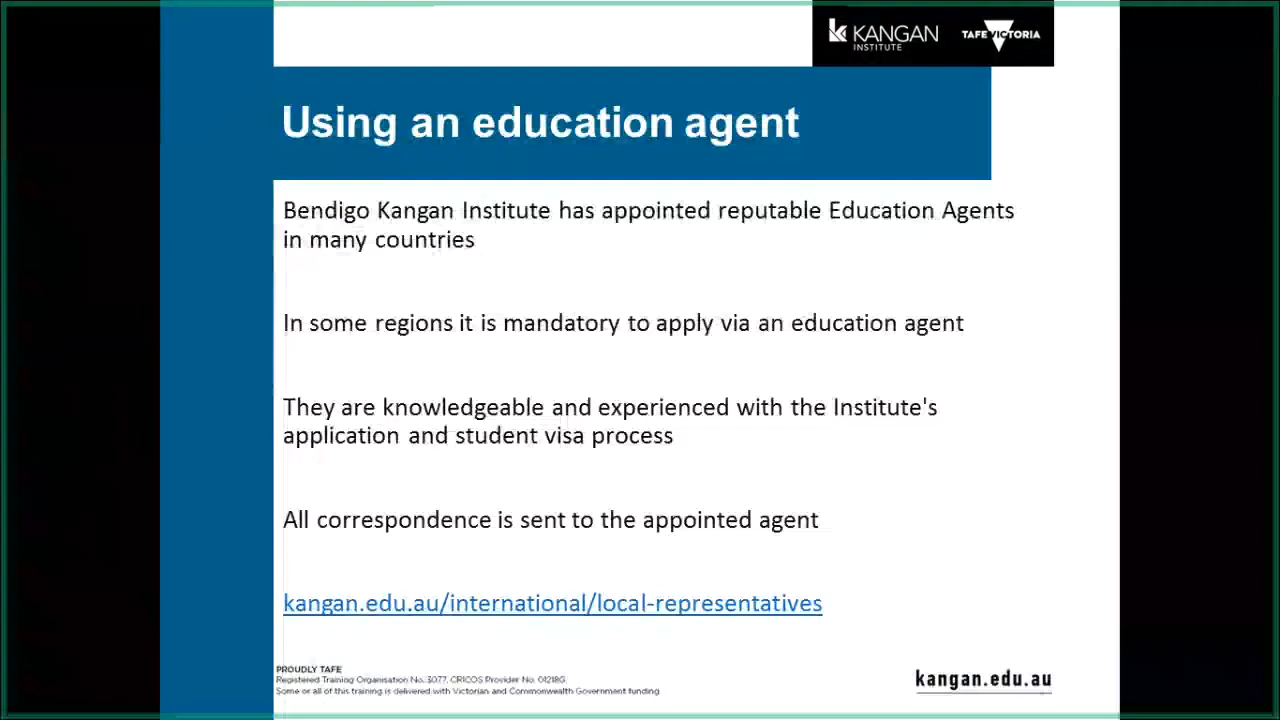 KANGAN
INSTITUTE
TAFE VICTORIA
Using an education agent
Bendigo Kangan Institute has appointed reputable Education Agents
in many countries
In some regions it is mandatory to apply via an education agent
They are knowledgeable and experienced with the Institute's
application and student visa process
All correspondence is sent to the appointed agent
kangan.edu.au/international/local-representatives
PROUDLY TAFE
Registered Training Organisation No. 3077, CRICOS Provider No. 01218G.
Some or all of this training is delivered with Victorian and Commonwealth Government funding
kangan.edu.au